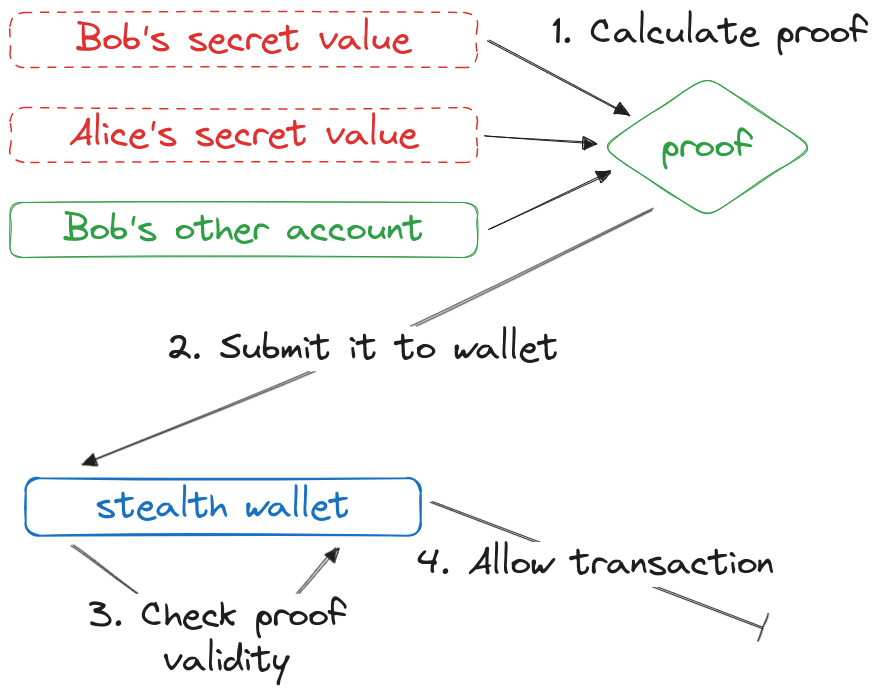 Bob's secret value
1. Calculate proof
Alice's secret value
proof
Bob's other account
2. Submit it to wallet
stealth wallet
4. Allow transaction
3. Check proof
validity